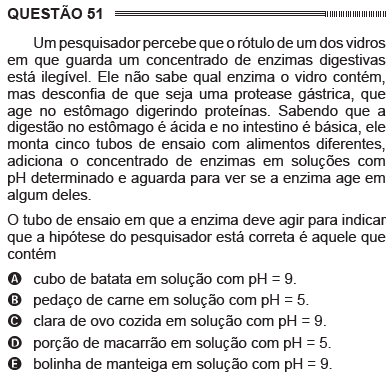 QUESTÃO 51
Um pesquisador percebe que o rótulo de um dos vidros
em que guarda um concentrado de enzimas digestivas
está ilegível. Ele não sabe qual enzima o vidro contém,
mas desconfia de que seja uma protease gástrica, que
age no estômago digerindo proteínas. Sabendo que a
digestão no estômago é ácida e no intestino é básica, ele
monta cinco tubos de ensaio com alimentos diferentes,
adiciona o concentrado de enzimas em soluções com
pH determinado e aguarda para ver se a enzima age em
algum deles.
O tubo de ensaio em que a enzima deve agir para indicar
que a hipótese do pesquisador está correta é aquele que
contém
A cubo de batata em solução com pH = 9.
B pedaço de carne em solução com pH = 5.
C clara de ovo cozida em solução com pH = 9.
D porção de macarrão em solução com pH = 5.
E bolinha de manteiga em solução com pH = 9.